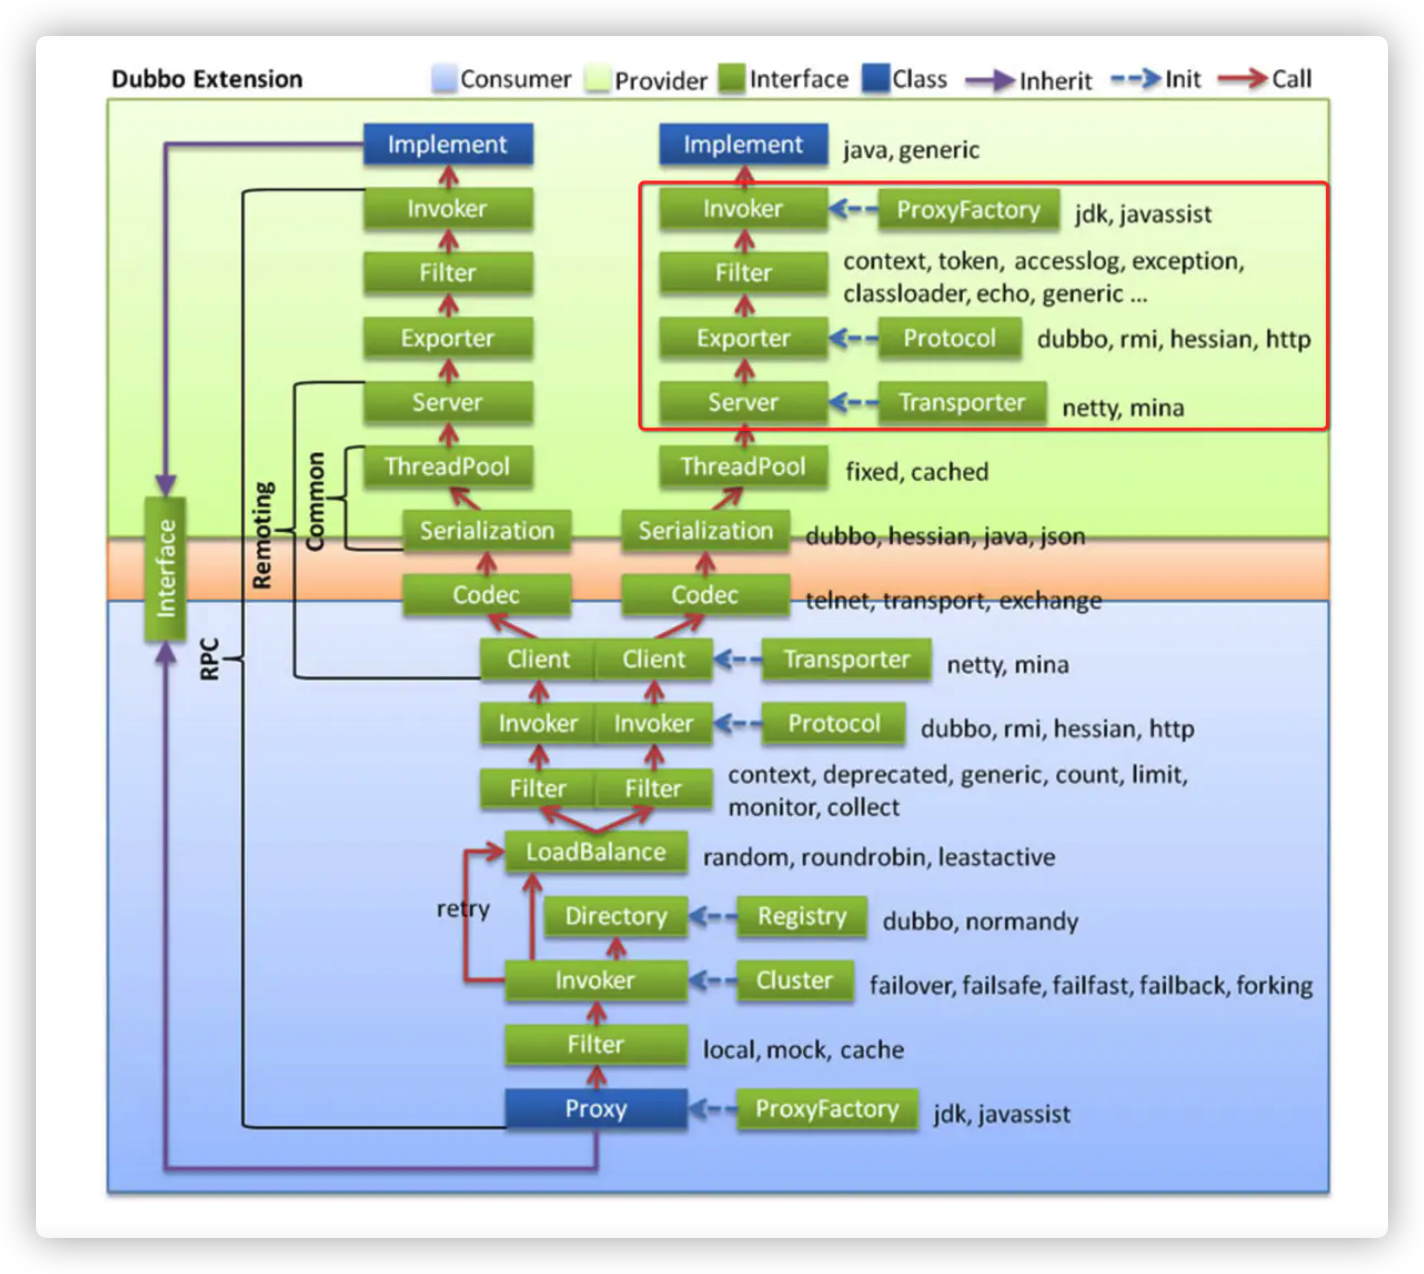 Dubbo Extension
Consumer
Provider
Interface
Class
Inherit
Init
Call
Implement
Implement
java, generic
Invoker
Invoker
ProxyFactory
jdk, javassist
Filter
Filter
context, token, accesslog, exception,
classloader, echo, generic ...
Exporter
Exporter
Protocol
dubbo, rmi, hessian, http
Server
Server
Transporter
netty, mina
ThreadPool
ThreadPool
fixed, cached
Common
Remoting
Interface
RPC
Serialization
Serialization
dubbo, hessian, java, json
Codec
Codec
telnet, transport, exchange
Client
Client
Transporter
netty, mina
Invoker
Invoker
Protocol
dubbo, rmi, hessian, http
Filter
Filter
context, deprecated, generic, count, limit,
monitor, collect
LoadBalance
random, roundrobin, leastactive
retry
Directory
Registry
dubbo, normandy
Invoker
Cluster
failover, failsafe, failfast, failback, forking
Filter
local, mock, cache
Proxy
ProxyFactory
jdk, javassist